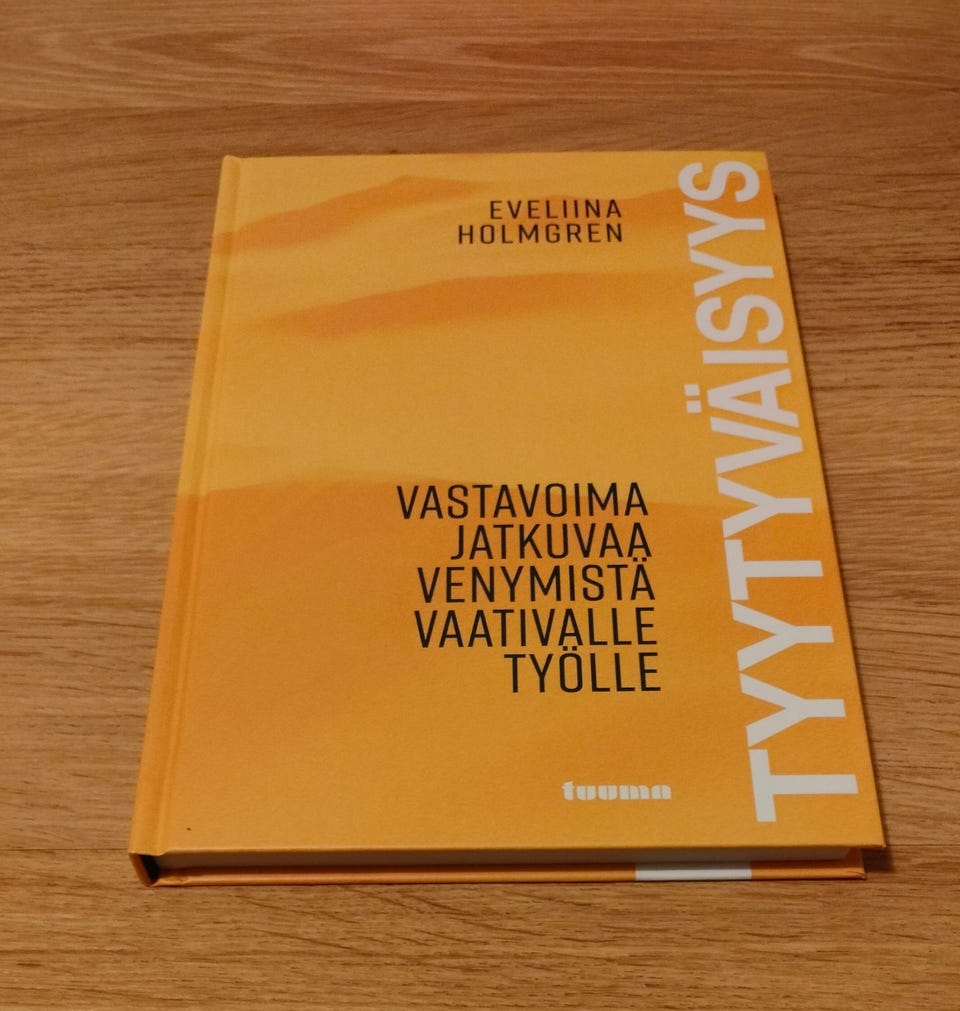 EVELIINA
HOLMGREN
TYYTYVÄISYYS
VASTAVOIMA
JATKUVAA
VENYMISTÄ
VAATIVALLE
TYÖLLE
tuuma